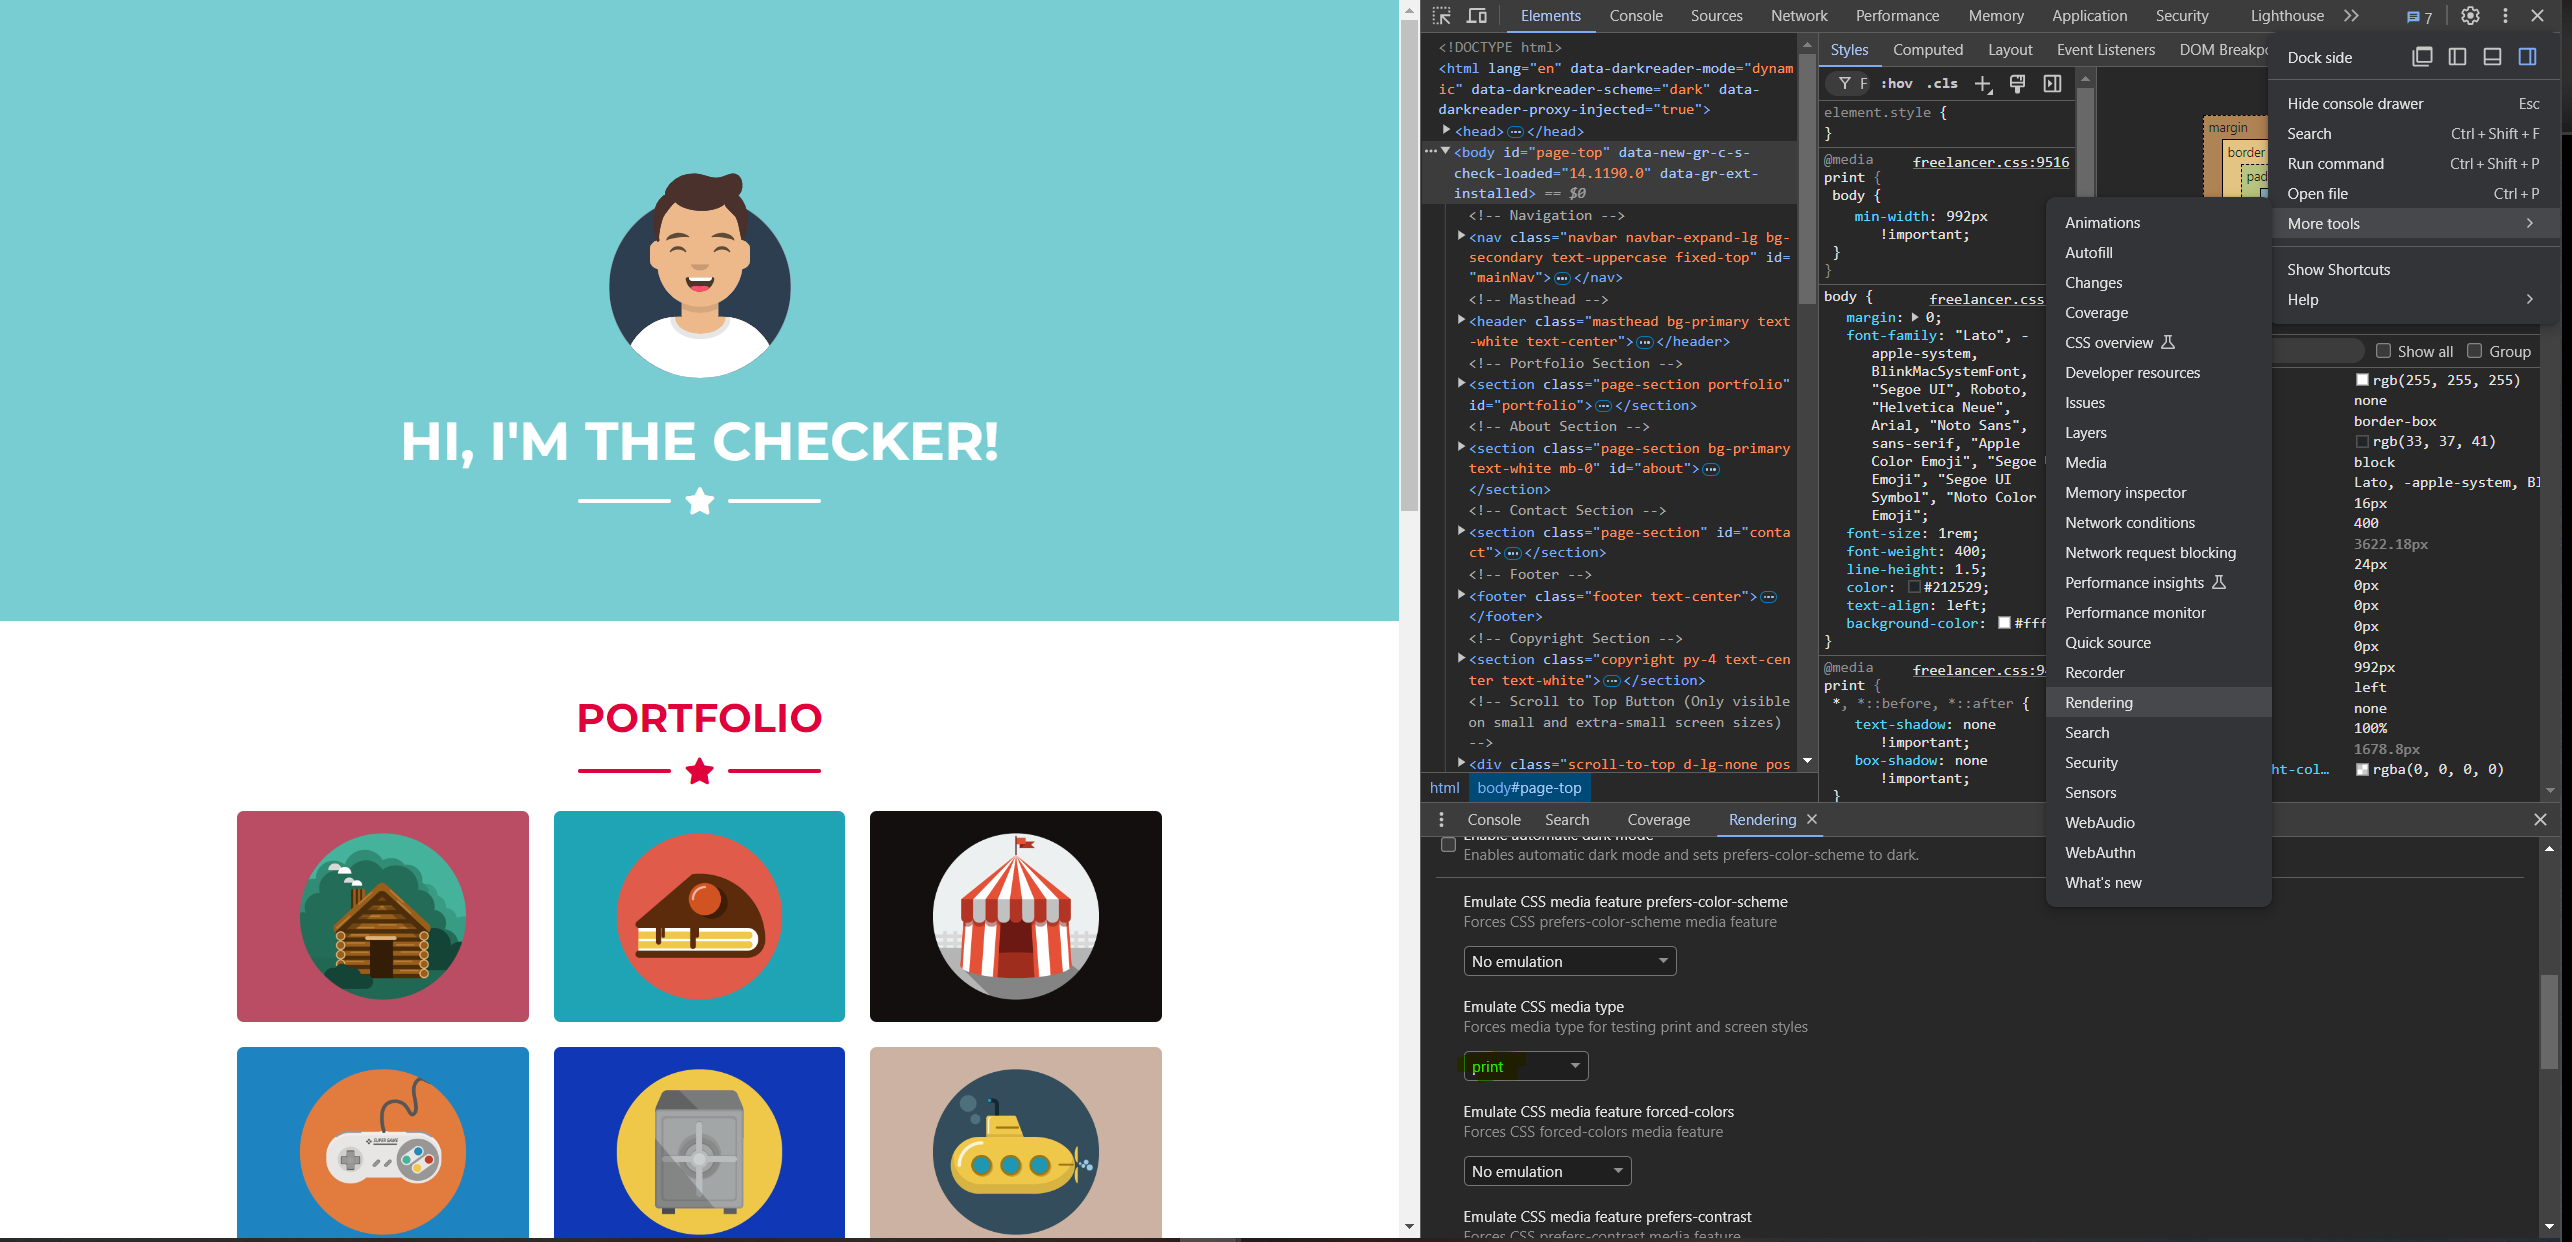 HI, I'M THE CHECKER!
PORTFOLIO
SUPER GAME
Elements Console Sources Network Performance Memory Application Security Lighthouse 7
<!DOCTYPE html>
<html lang="en" data-darkreader-mode="dynam
ic" data-darkreader-scheme="dark" data-
darkreader-proxy-injected="true">
<head> </head>
<body id="page-top" data-new-gr-c-s-
check-loaded="14.1190.0" data-gr-ext-
installed> == $0
<!-- Navigation -->
<nav class="navbar navbar-expand-lg bg-
secondary text-uppercase fixed-top" id=
"mainNav"> </nav>
<!-- Masthead -->
<header class="masthead bg-primary text
-white text-center"> </header>
<!-- Portfolio Section -->
<section class="page-section portfolio"
id="portfolio"> </section>
<!-- About Section -->
<section class="page-section bg-primary
text-white mb-0" id="about">
</section>
<!-- Contact Section -->
<section class="page-section" id="conta
ct"> </section>
<!-- Footer -->
<footer class="footer text-center">
</footer>
<!-- Copyright Section -->
<section class="copyright py-4 text-cen
ter text-white"> </section>
<!-- Scroll to Top Button (Only visible
on small and extra-small screen sizes)
-->
<div class="scroll-to-top d-lg-none pos
html body#page-top
Styles Computed Layout Event Listeners DOM Breakpo
F :hov .cls
element.style {
}
@media freelancer.css:9516
print {
body {
min-width: 992px
!important;
}
}
body { freelancer.css
margin: 0;
font-family: "Lato", -
apple-system,
BlinkMacSystemFont,
"Segoe UI", Roboto,
"Helvetica Neue",
Arial, "Noto Sans",
sans-serif, "Apple
Color Emoji", "Segoe
Emoji", "Segoe UI
Symbol", "Noto Color
Emoji";
font-size: 1rem;
font-weight: 400;
line-height: 1.5;
color: #212529;
text-align: left;
background-color: #fff
}
@media freelancer.css:9
print {
*, *::before, *::after {
text-shadow: none
!important;
box-shadow: none
!important;
}
margin
border
pad
Dock side
Hide console drawer Esc
Search Ctrl + Shift + F
Run command Ctrl + Shift + P
Open file Ctrl + P
More tools
Show Shortcuts
Help
Animations
Autofill
Changes
Coverage
CSS overview
Developer resources
Issues
Layers
Media
Memory inspector
Network conditions
Network request blocking
Performance insights
Performance monitor
Quick source
Recorder
Rendering
Search
Security
Sensors
WebAudio
WebAuthn
What's new
Show all Group
rgb(255, 255, 255)
none
border-box
rgb(33, 37, 41)
block
Lato, -apple-system, Bl
16px
400
3622.18px
24px
0px
0px
0px
0px
992px
left
none
100%
1678.8px
ht-col… rgba(0, 0, 0, 0)
Console Search Coverage Rendering
Enable automatic dark mode
Enables automatic dark mode and sets prefers-color-scheme to dark.
Emulate CSS media feature prefers-color-scheme
Forces CSS prefers-color-scheme media feature
No emulation
Emulate CSS media type
Forces media type for testing print and screen styles
print
Emulate CSS media feature forced-colors
Forces CSS forced-colors media feature
No emulation
Emulate CSS media feature prefers-contrast
Forces CSS prefers-contrast media feature